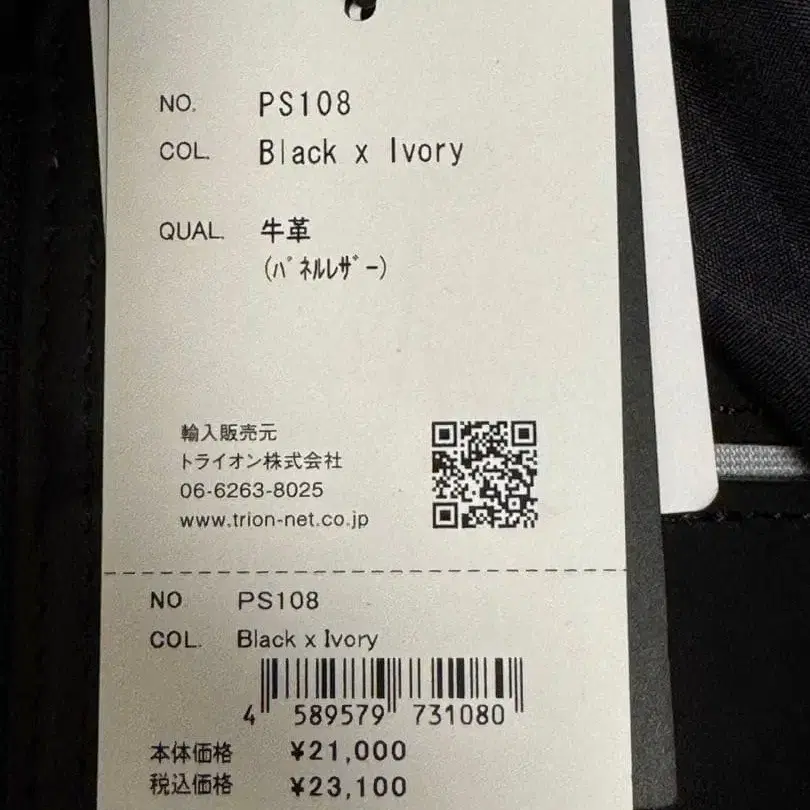 NO. PS108
COL. Black x Ivory
QUAL. 牛革
(ﾊﾟﾈﾙﾚｻﾞｰ)
輸入販売元
トライオン株式会社
06-6263-8025
www.trion-net.co.jp
NO PS108
COL. Black x Ivory
4 589579 731080
本体価格 ¥21,000
税込価格 ¥23,100